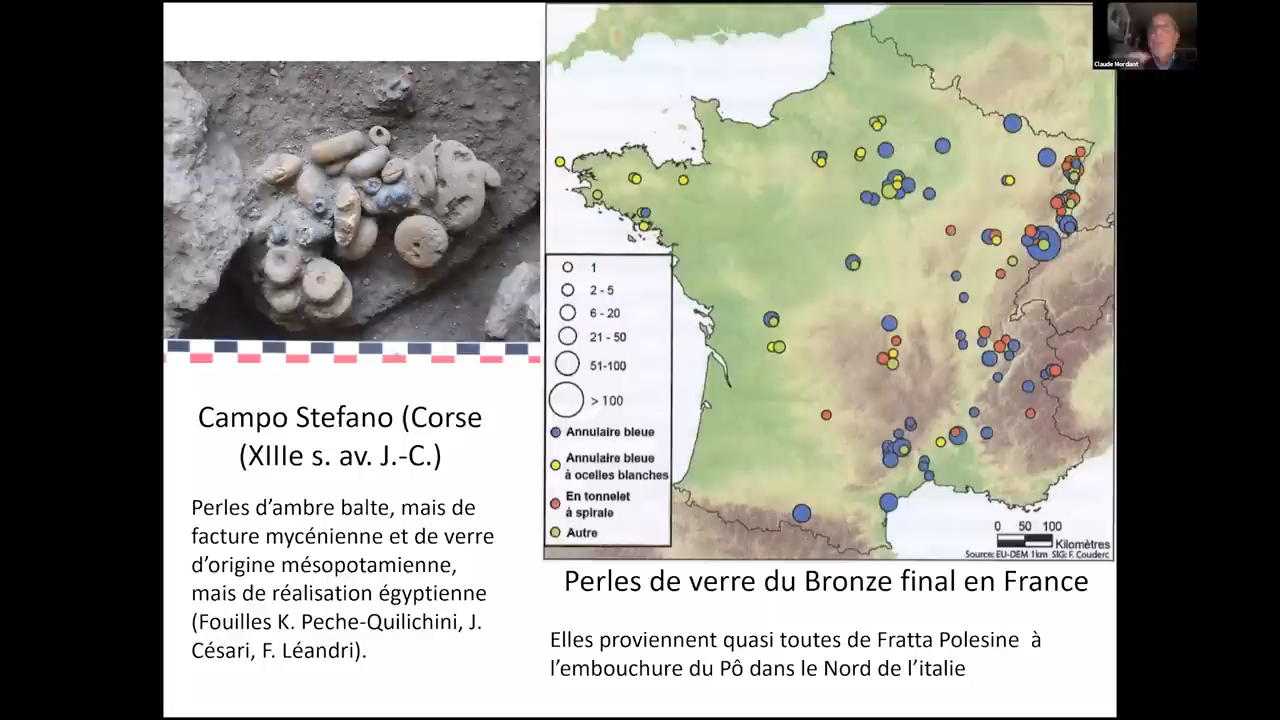 Claude Mordant
1
2 - 5
6 - 20
21 - 50
51-100
> 100
Annulaire bleue
Annulaire bleue
à ocelles blanches
En tonnelet
à spirale
Autre
0 50 100
Kilomètres
Source: EU-DEM 1km SIG: F. Couderc
Campo Stefano (Corse
(XIIIe s. av. J.-C.)
Perles d’ambre balte, mais de
facture mycénienne et de verre
d’origine mésopotamienne,
mais de réalisation égyptienne
(Fouilles K. Peche-Quilichini, J.
Césari, F. Léandri).
Perles de verre du Bronze final en France
Elles proviennent quasi toutes de Fratta Polesine à
l’embouchure du Pô dans le Nord de l’italie